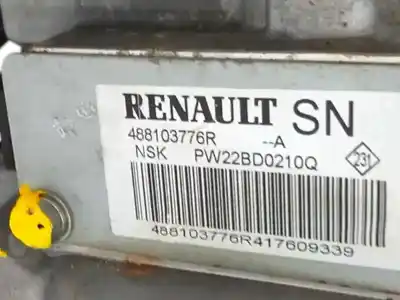 RENAULT SN
488103776R --A
NSK PW22BD0210Q 231
488103776R417609339